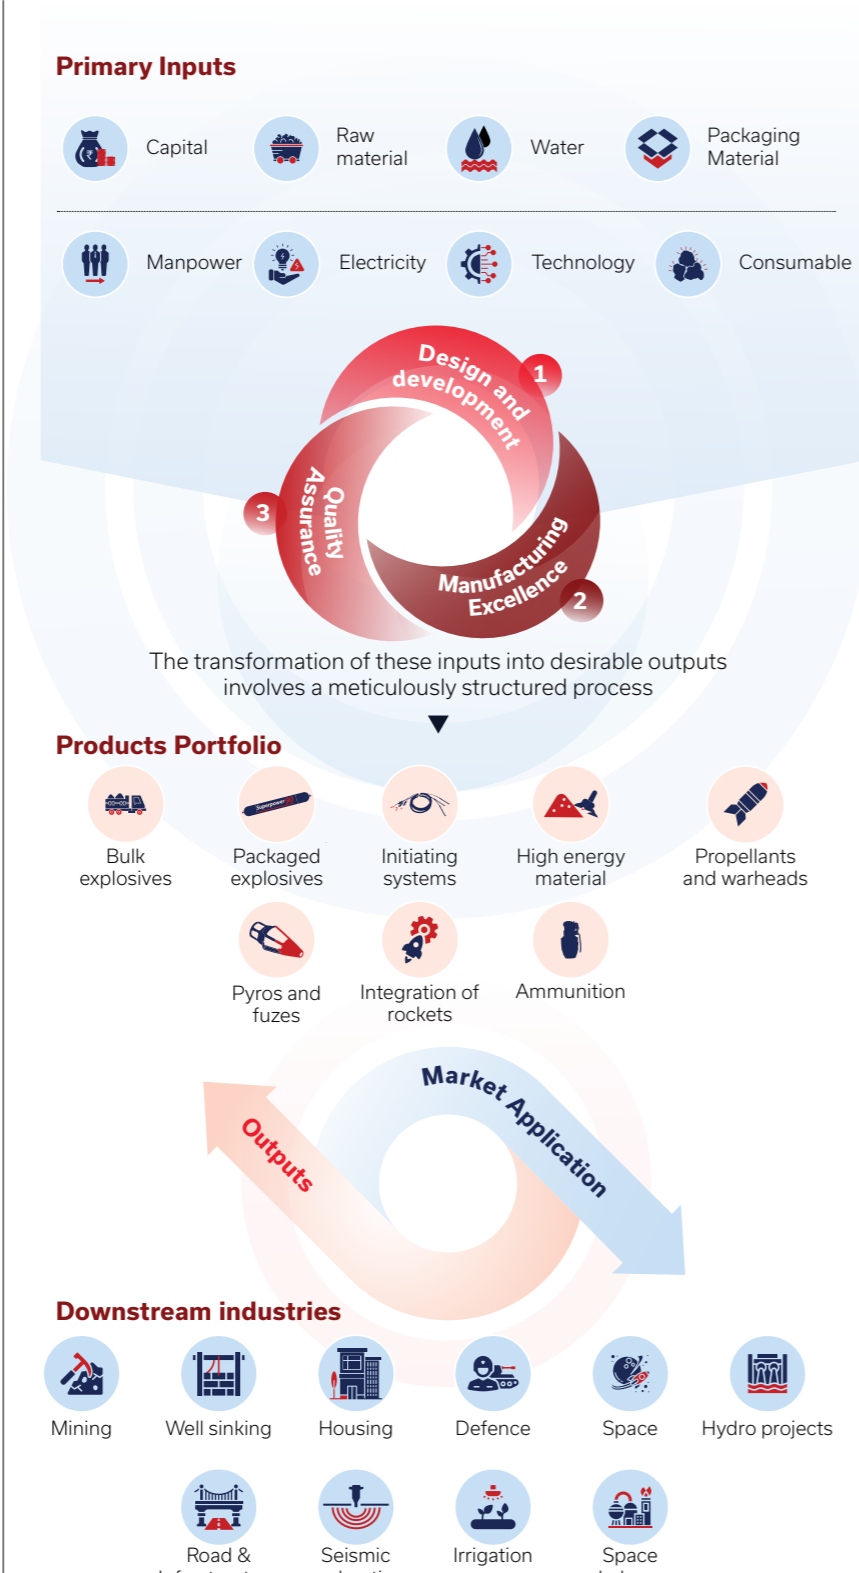 Primary Inputs
Capital
Raw
material
Water
Packaging
Material
Manpower
Electricity
Technology
Consumable
Design and
development
1
Manufacturing
Excellence
2
Quality
Assurance
3
The transformation of these inputs into desirable outputs
involves a meticulously structured process
Products Portfolio
Superpower
Bulk
explosives
Packaged
explosives
Initiating
systems
High energy
material
Propellants
and warheads
Pyros and
fuzes
Integration of
rockets
Ammunition
Market Application
Outputs
Downstream industries
Mining
Well sinking
Housing
Defence
Space
Hydro projects
Road &
Seismic
Irrigation
Space